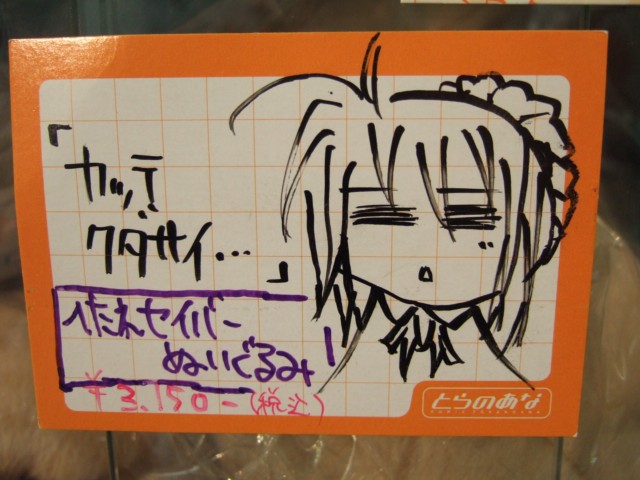 「カッテ
クダサイ…」
へたれセイバー
ぬいぐるみ!
¥3.150-(税込)
とらのあな